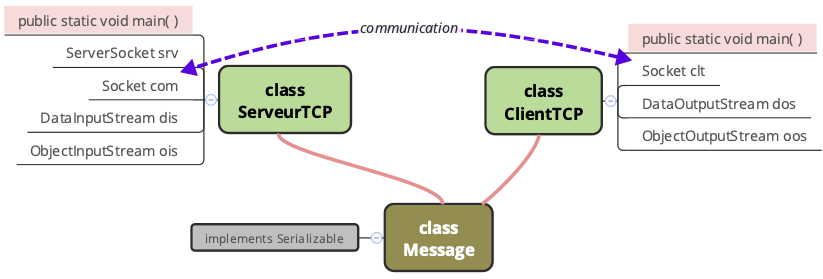 public static void main( )
ServerSocket srv
Socket com
DataInputStream dis
ObjectInputStream ois
class
ServeurTCP
communication
class
ClientTCP
public static void main( )
Socket clt
DataOutputStream dos
ObjectOutputStream oos
implements Serializable
class
Message